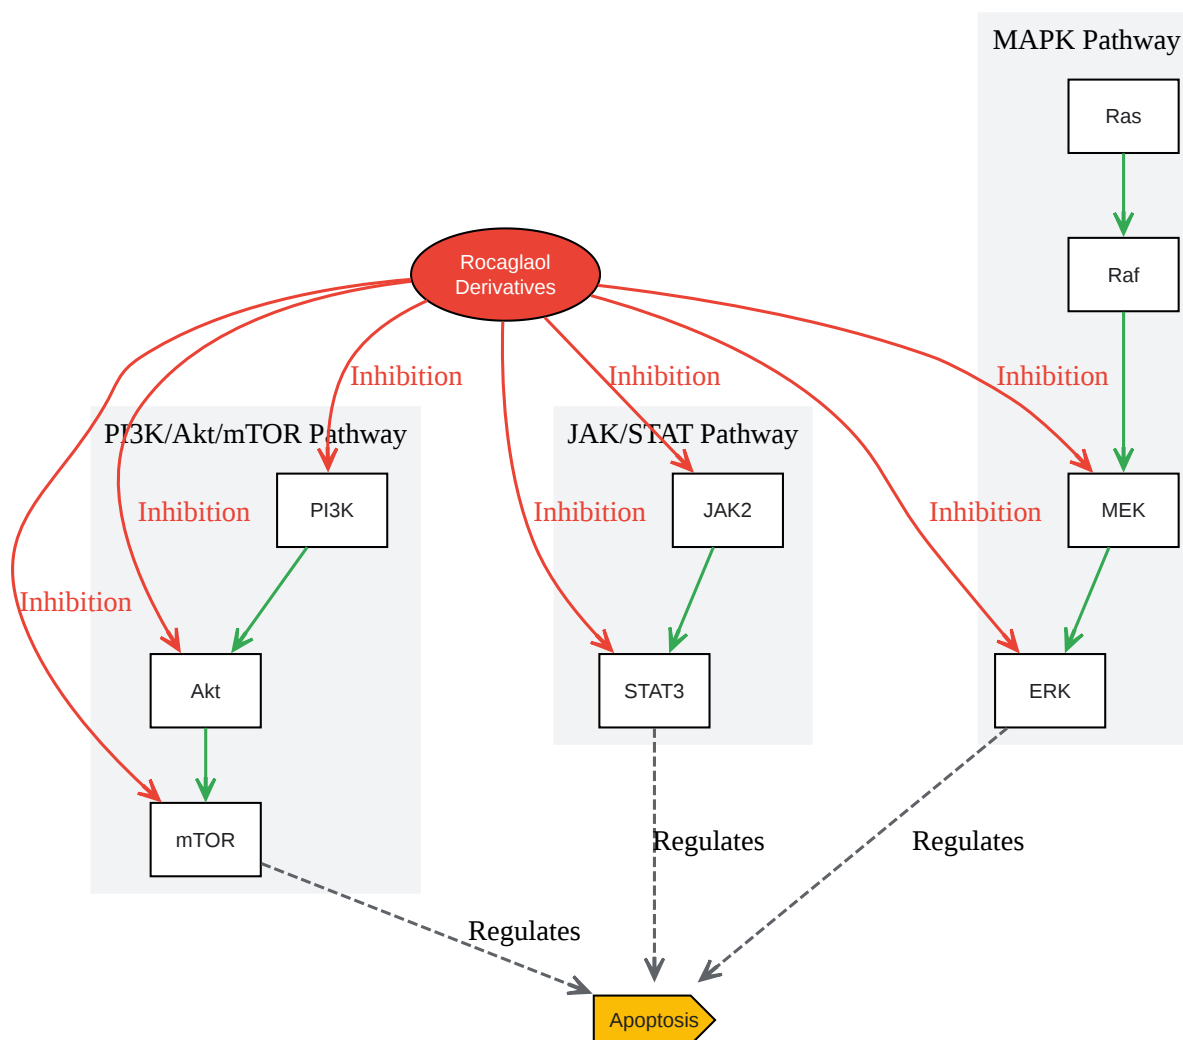 MAPK Pathway
Ras
Rocaglaol
Derivatives
Raf
Inhibition
Inhibition
Inhibition
PI3K/Akt/mTOR Pathway
JAK/STAT Pathway
PI3K
JAK2
MEK
Inhibition
Inhibition
Inhibition
Inhibition
Akt
STAT3
ERK
mTOR
Regulates
Regulates
Regulates
Apoptosis